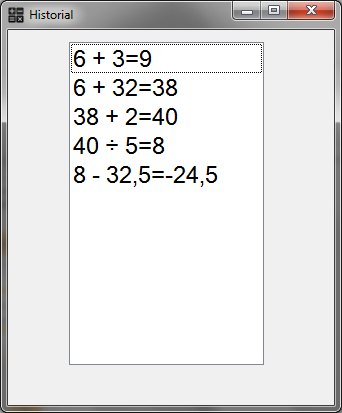 Historial
6 + 3=9
6 + 32=38
38 + 2=40
40 ÷ 5=8
8 - 32,5=-24,5